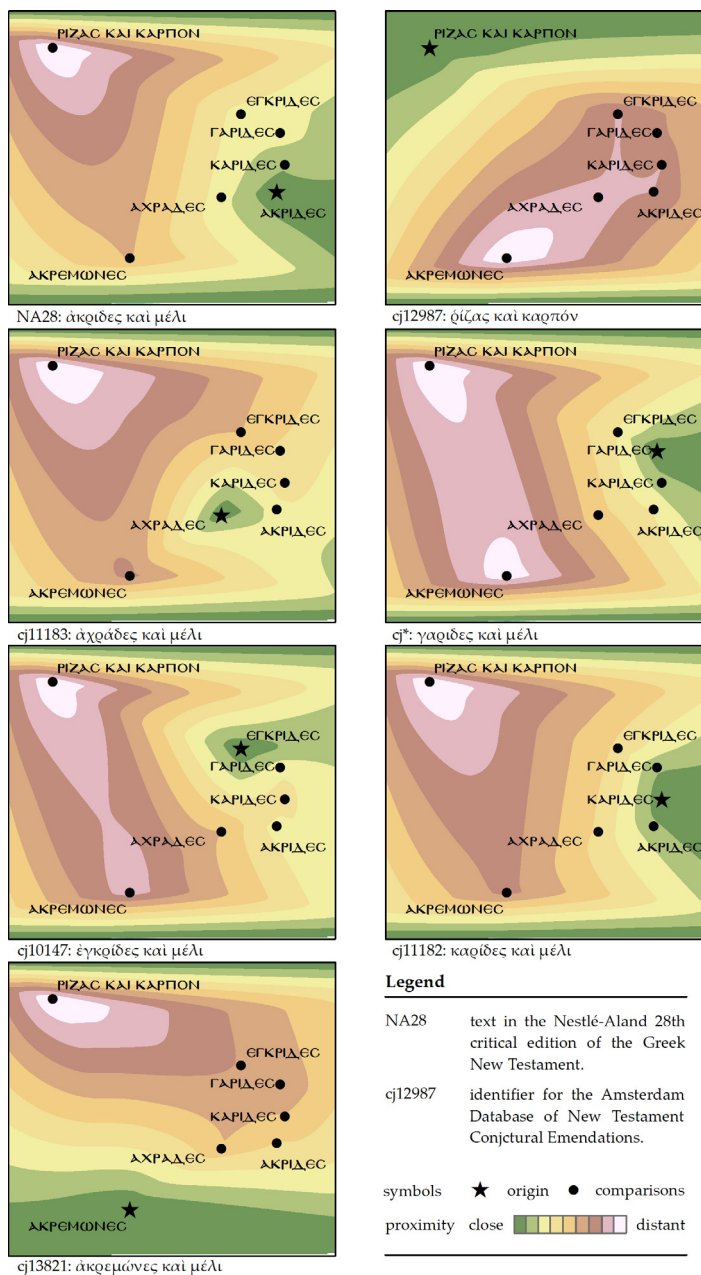 ΡΙΖΑϹ ΚΑΙ ΚΑΡΠΟΝ
ΕΓΚΡΙΔΕϹ
ΓΑΡΙΔΕϹ
ΚΑΡΙΔΕϹ
ΑΧΡΑΔΕϹ
ΑΚΡΙΔΕϹ
ΑΚΡΕΜΩΝΕϹ
NA28: ἀκριδες καὶ μέλι
ΡΙΖΑϹ ΚΑΙ ΚΑΡΠΟΝ
ΕΓΚΡΙΔΕϹ
ΓΑΡΙΔΕϹ
ΚΑΡΙΔΕϹ
ΑΧΡΑΔΕϹ
ΑΚΡΙΔΕϹ
ΑΚΡΕΜΩΝΕϹ
cj12987: ῥίζας καὶ καρπόν
ΡΙΖΑϹ ΚΑΙ ΚΑΡΠΟΝ
ΕΓΚΡΙΔΕϹ
ΓΑΡΙΔΕϹ
ΚΑΡΙΔΕϹ
ΑΧΡΑΔΕϹ
ΑΚΡΙΔΕϹ
ΑΚΡΕΜΩΝΕϹ
cj11183: ἀχράδες καὶ μέλι
ΡΙΖΑϹ ΚΑΙ ΚΑΡΠΟΝ
ΕΓΚΡΙΔΕϹ
ΓΑΡΙΔΕϹ
ΚΑΡΙΔΕϹ
ΑΧΡΑΔΕϹ
ΑΚΡΙΔΕϹ
ΑΚΡΕΜΩΝΕϹ
cj*: γαριδες καὶ μέλι
ΡΙΖΑϹ ΚΑΙ ΚΑΡΠΟΝ
ΕΓΚΡΙΔΕϹ
ΓΑΡΙΔΕϹ
ΚΑΡΙΔΕϹ
ΑΧΡΑΔΕϹ
ΑΚΡΙΔΕϹ
ΑΚΡΕΜΩΝΕϹ
cj10147: ἐγκρίδες καὶ μέλι
ΡΙΖΑϹ ΚΑΙ ΚΑΡΠΟΝ
ΕΓΚΡΙΔΕϹ
ΓΑΡΙΔΕϹ
ΚΑΡΙΔΕϹ
ΑΧΡΑΔΕϹ
ΑΚΡΙΔΕϹ
ΑΚΡΕΜΩΝΕϹ
cj11182: καρίδες καὶ μέλι
ΡΙΖΑϹ ΚΑΙ ΚΑΡΠΟΝ
ΕΓΚΡΙΔΕϹ
ΓΑΡΙΔΕϹ
ΚΑΡΙΔΕϹ
ΑΧΡΑΔΕϹ
ΑΚΡΙΔΕϹ
ΑΚΡΕΜΩΝΕϹ
cj13821: ἀκρεμώνες καὶ μέλι
Legend
NA28 text in the Nestlé-Aland 28th
critical edition of the Greek
New Testament.
cj12987 identifier for the Amsterdam
Database of New Testament
Conjctural Emendations.
symbols ★ origin ● comparisons
proximity close distant